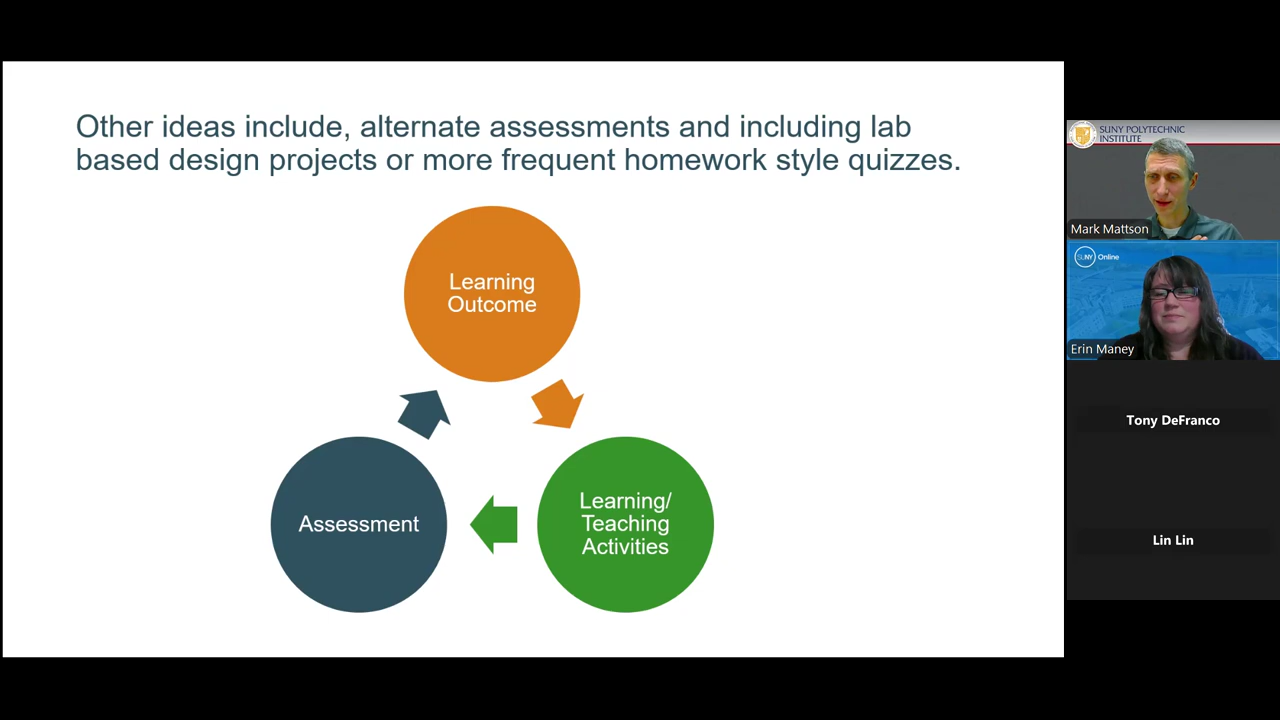 Other ideas include, alternate assessments and including lab
based design projects or more frequent homework style quizzes.
Learning
Outcome
Learning/
Teaching
Activities
Assessment
SUNY POLYTECHNIC
INSTITUTE
Mark Mattson
SUNY Online
Erin Maney
Tony DeFranco
Lin Lin